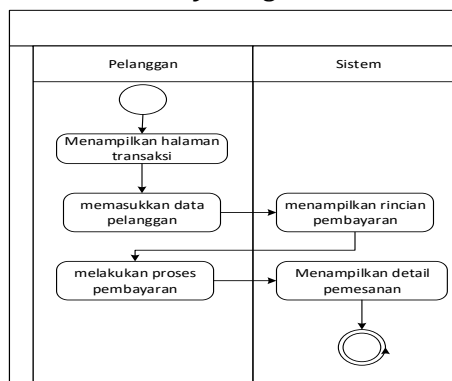 Pelanggan
Sistem
Menampilkan halaman
transaksi
memasukkan data
pelanggan
menampilkan rincian
pembayaran
melakukan proses
pembayaran
Menampilkan detail
pemesanan